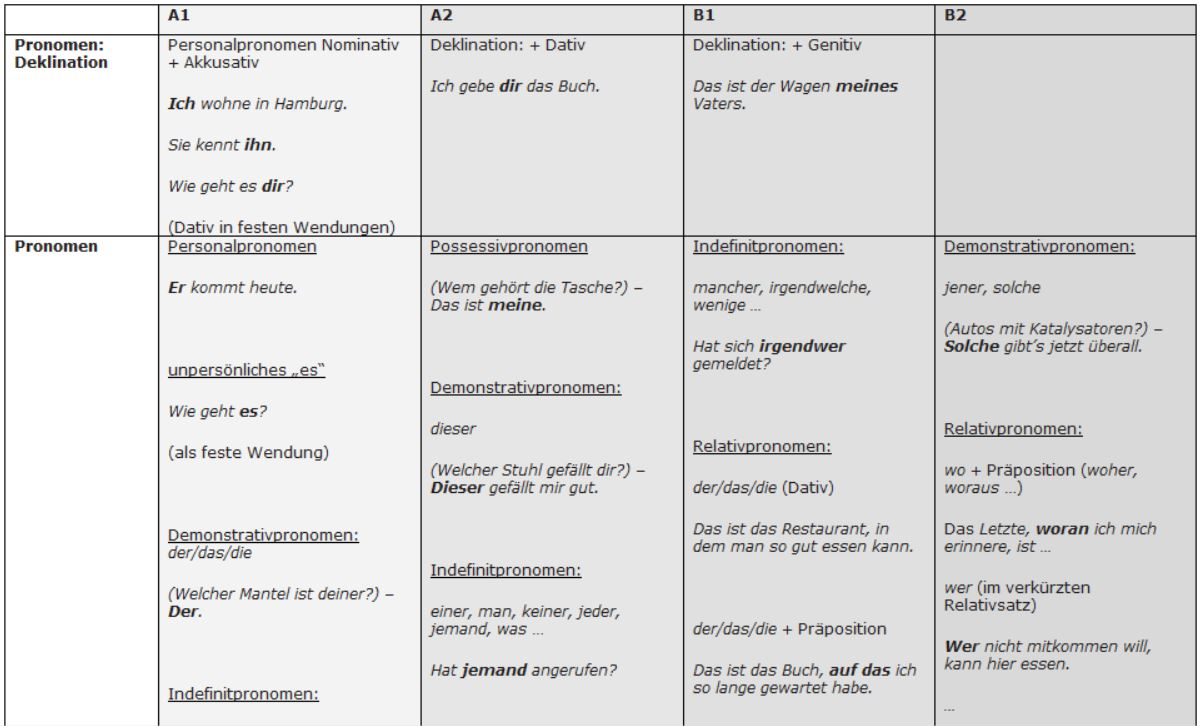 A1
A2
B1
B2
Pronomen:
Deklination
Personalpronomen Nominativ
+ Akkusativ
Ich wohne in Hamburg.
Sie kennt ihn.
Wie geht es dir?
(Dativ in festen Wendungen)
Deklination: + Dativ
Ich gebe dir das Buch.
Deklination: + Genitiv
Das ist der Wagen meines
Vaters.
Pronomen
Personalpronomen
Er kommt heute.
unpersönliches „es“
Wie geht es?
(als feste Wendung)
Demonstrativpronomen:
der/das/die
(Welcher Mantel ist deiner?) –
Der.
Indefinitpronomen:
Possessivpronomen
(Wem gehört die Tasche?) –
Das ist meine.
Demonstrativpronomen:
dieser
(Welcher Stuhl gefällt dir?) –
Dieser gefällt mir gut.
Indefinitpronomen:
einer, man, keiner, jeder,
jemand, was …
Hat jemand angerufen?
Indefinitpronomen:
mancher, irgendwelche,
wenige …
Hat sich irgendwer
gemeldet?
Relativpronomen:
der/das/die (Dativ)
Das ist das Restaurant, in
dem man so gut essen kann.
der/das/die + Präposition
Das ist das Buch, auf das ich
so lange gewartet habe.
Demonstrativpronomen:
jener, solche
(Autos mit Katalysatoren?) –
Solche gibt´s jetzt überall.
Relativpronomen:
wo + Präposition (woher,
woraus …)
Das Letzte, woran ich mich
erinnere, ist …
wer (im verkürzten
Relativsatz)
Wer nicht mitkommen will,
kann hier essen.
…